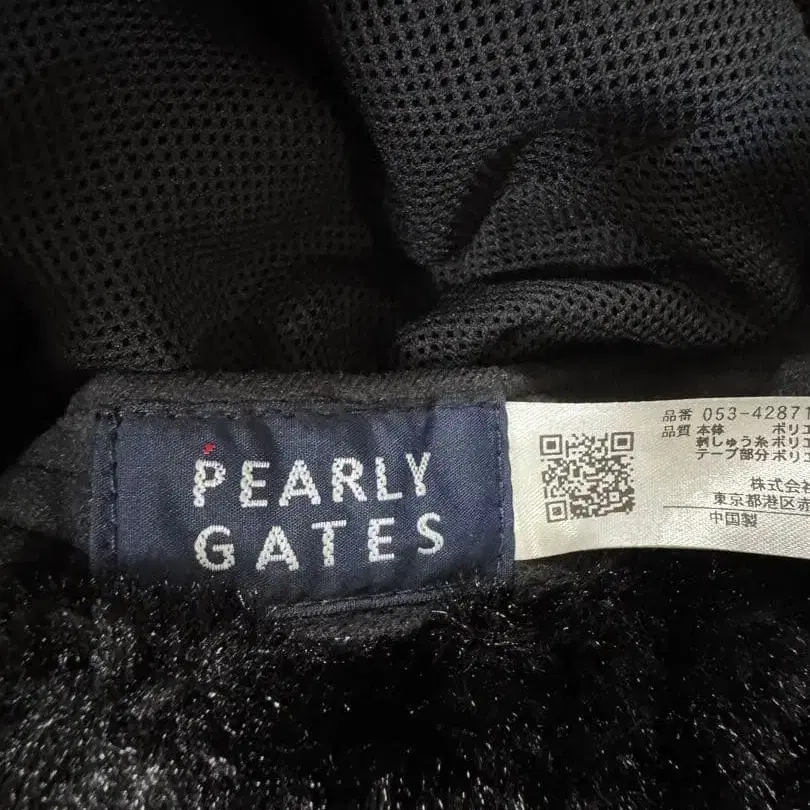 PEARLY
GATES
品番 053-42871
品質 本体 ポリエ
刺しゅう糸 ポリエ
テープ部分 ポリエ
株式会社
東京都港区赤
中国製